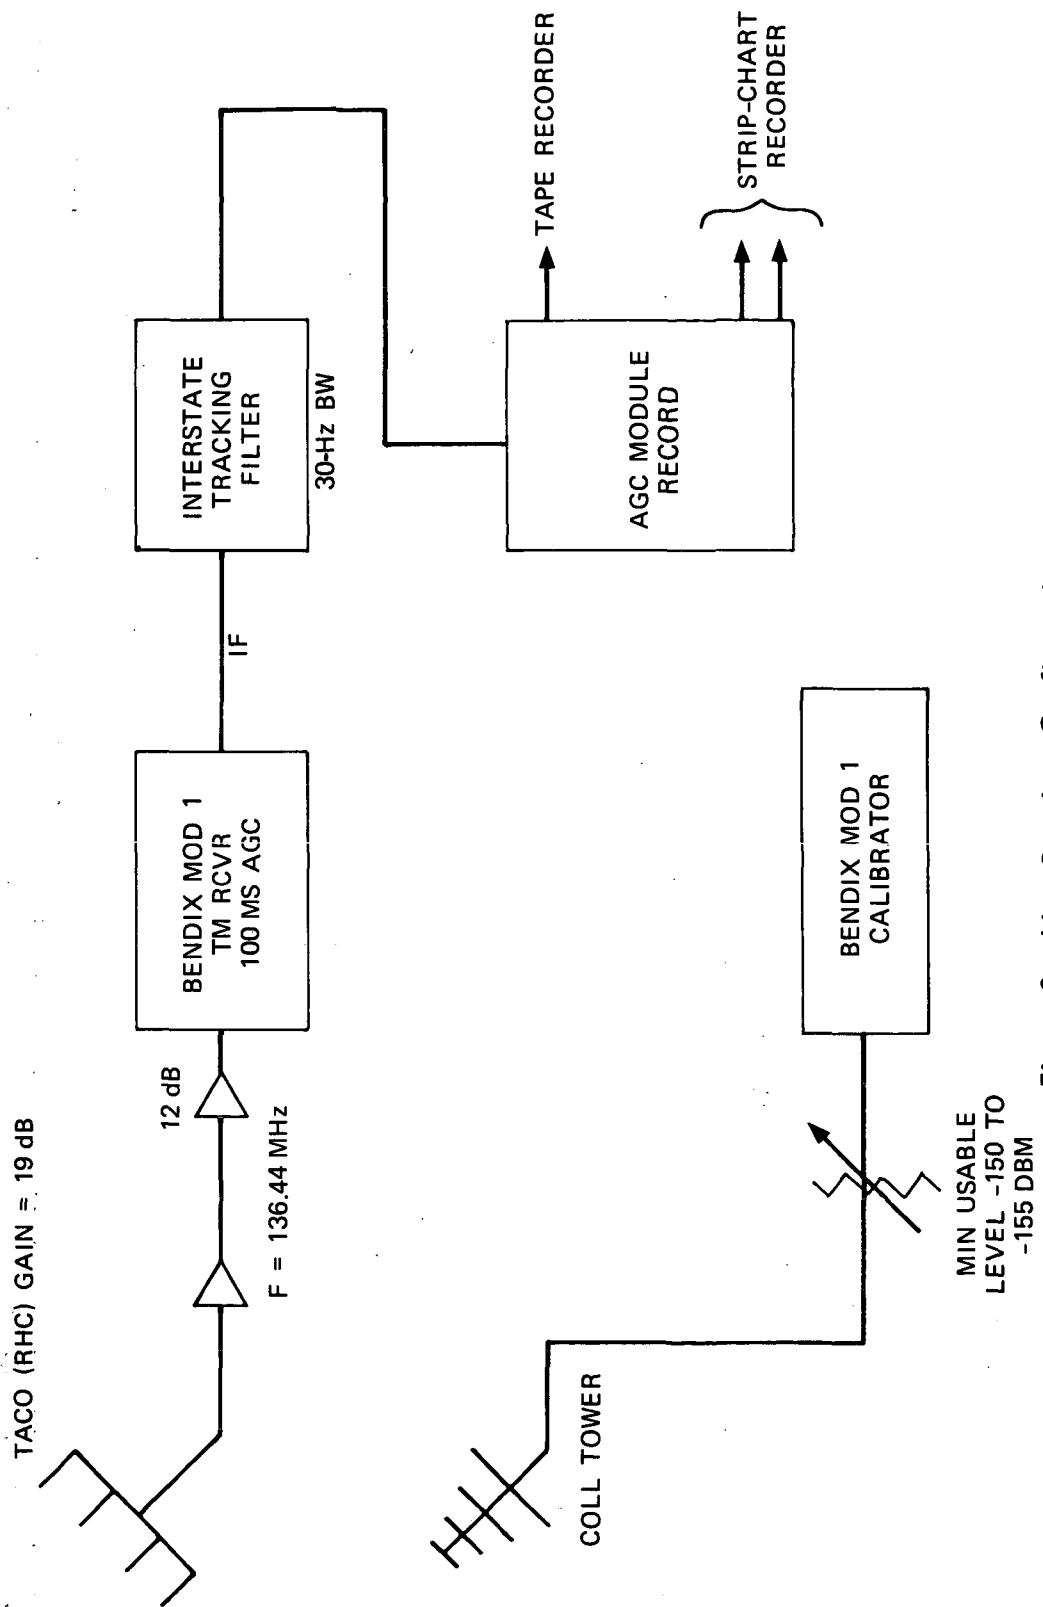 TACO (RHC) GAIN = 19 dB
12 dB
F = 136.44 MHz
BENDIX MOD 1
TM RCVR
100 MS AGC
IF
INTERSTATE
TRACKING
FILTER
30-Hz BW
AGC MODULE
RECORD
TAPE RECORDER
STRIP-CHART
RECORDER
COLL TOWER
MIN USABLE
LEVEL -150 TO
-155 DBM
BENDIX MOD 1
CALIBRATOR